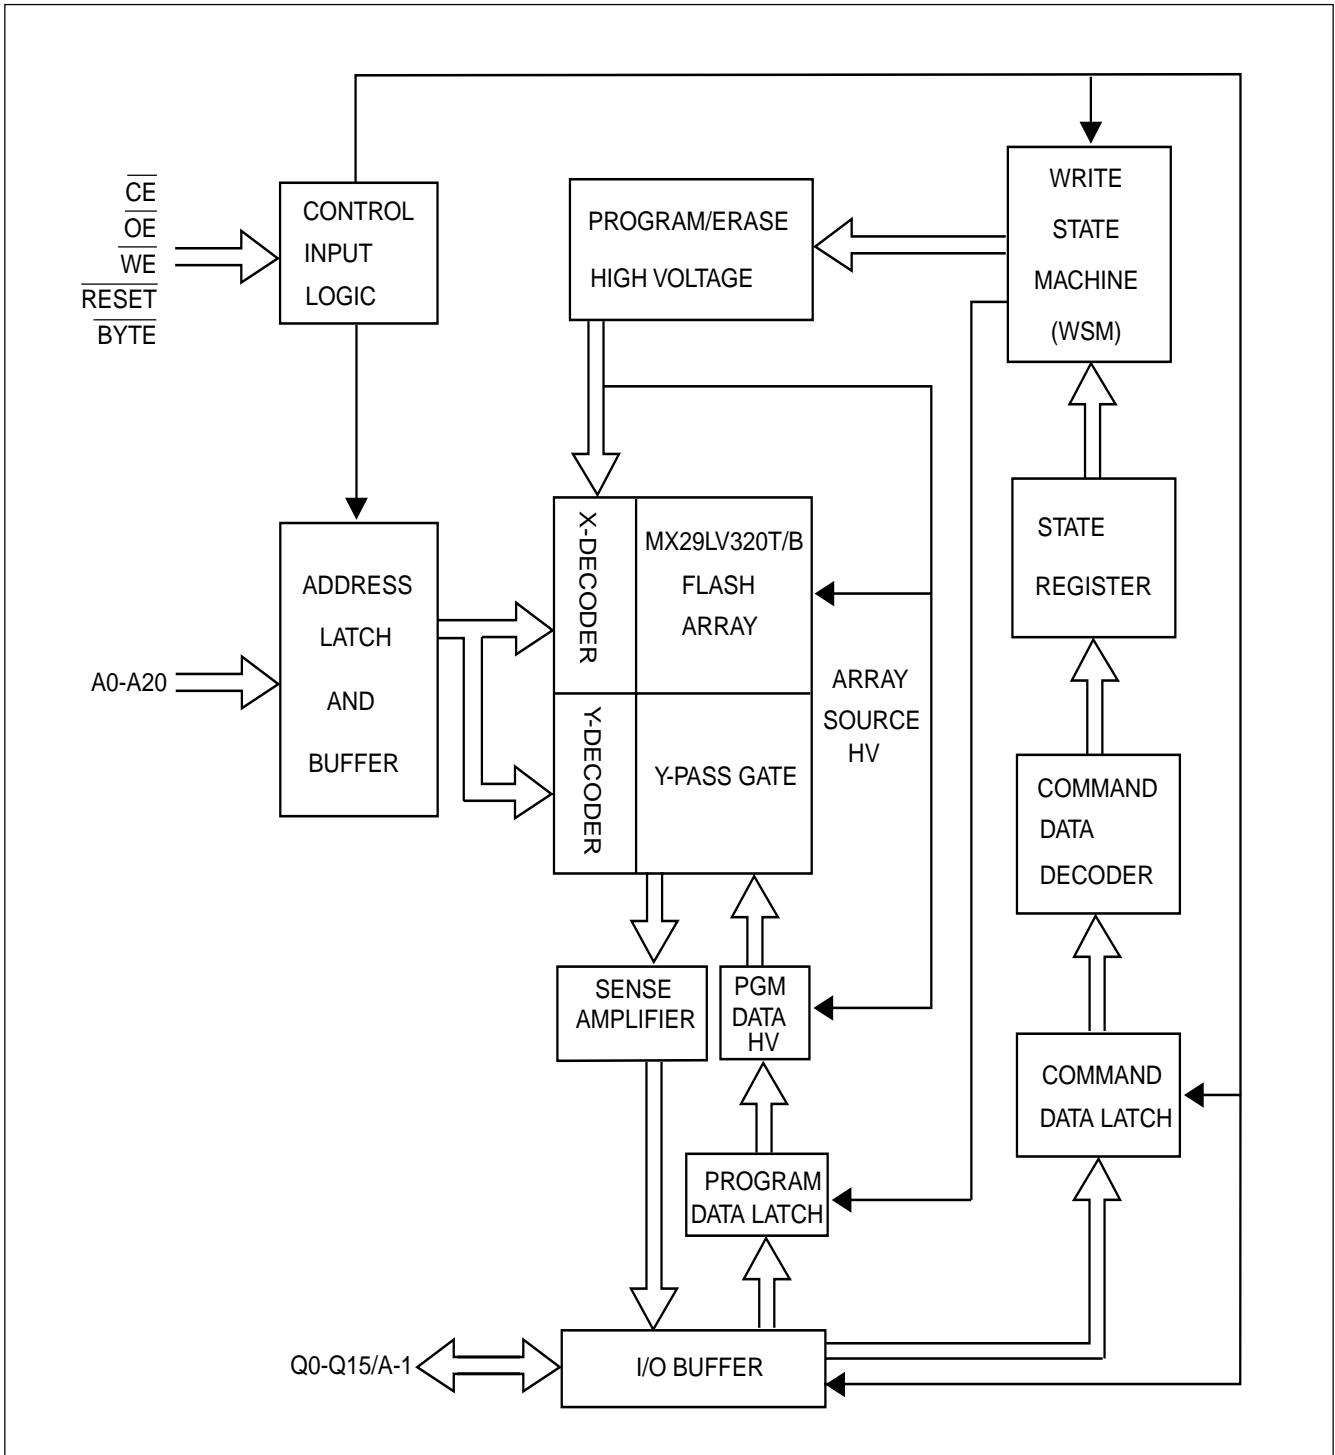 CE
OE
WE
RESET
BYTE
CONTROL
INPUT
LOGIC
PROGRAM/ERASE
HIGH VOLTAGE
WRITE
STATE
MACHINE
(WSM)
STATE
REGISTER
A0-A20
ADDRESS
LATCH
AND
BUFFER
X-DECODER
MX29LV320T/B
FLASH
ARRAY
Y-DECODER
Y-PASS GATE
ARRAY
SOURCE
HV
COMMAND
DATA
DECODER
SENSE
AMPLIFIER
PGM
DATA
HV
COMMAND
DATA LATCH
PROGRAM
DATA LATCH
Q0-Q15/A-1
I/O BUFFER